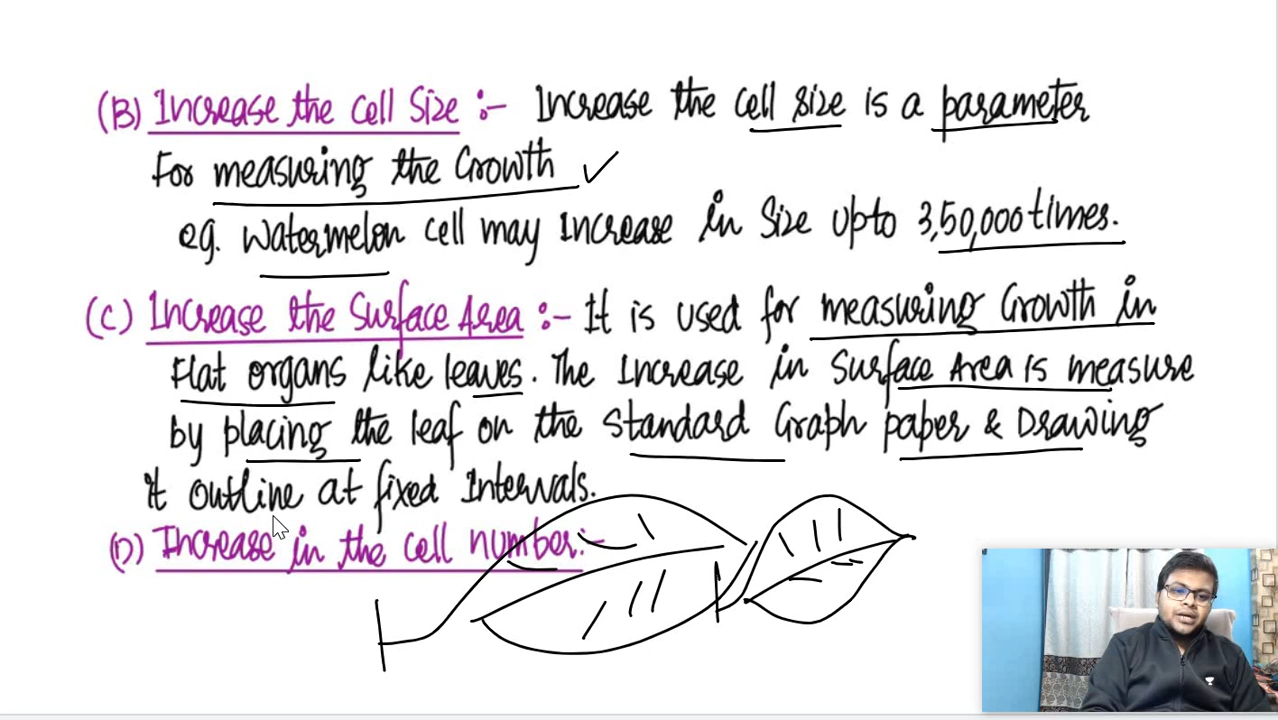 (B) Increase the Cell Size :- Increase the cell size is a parameter
For measuring the Growth
eg. Watermelon cell may Increase in Size upto 3,50,000 times.
(C) Increase the Surface Area :- It is used for measuring Growth in
Flat organs like leaves. The Increase in Surface Area is measure
by placing the leaf on the Standard Graph paper & Drawing
it outline at fixed Intervals.
(D) Increase in the cell number :-